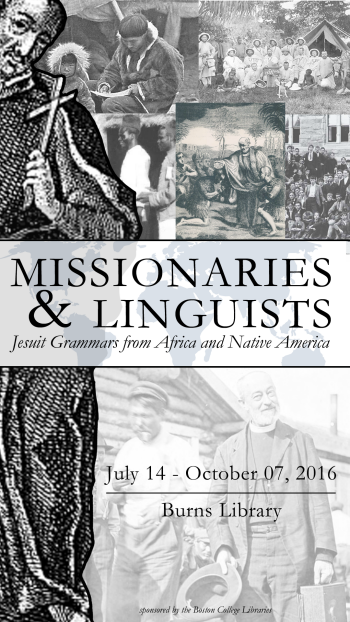 MISSIONARIES
& LINGUISTS
Jesuit Grammars from Africa and Native America
July 14 - October 07, 2016
Burns Library
sponsored by the Boston College Libraries